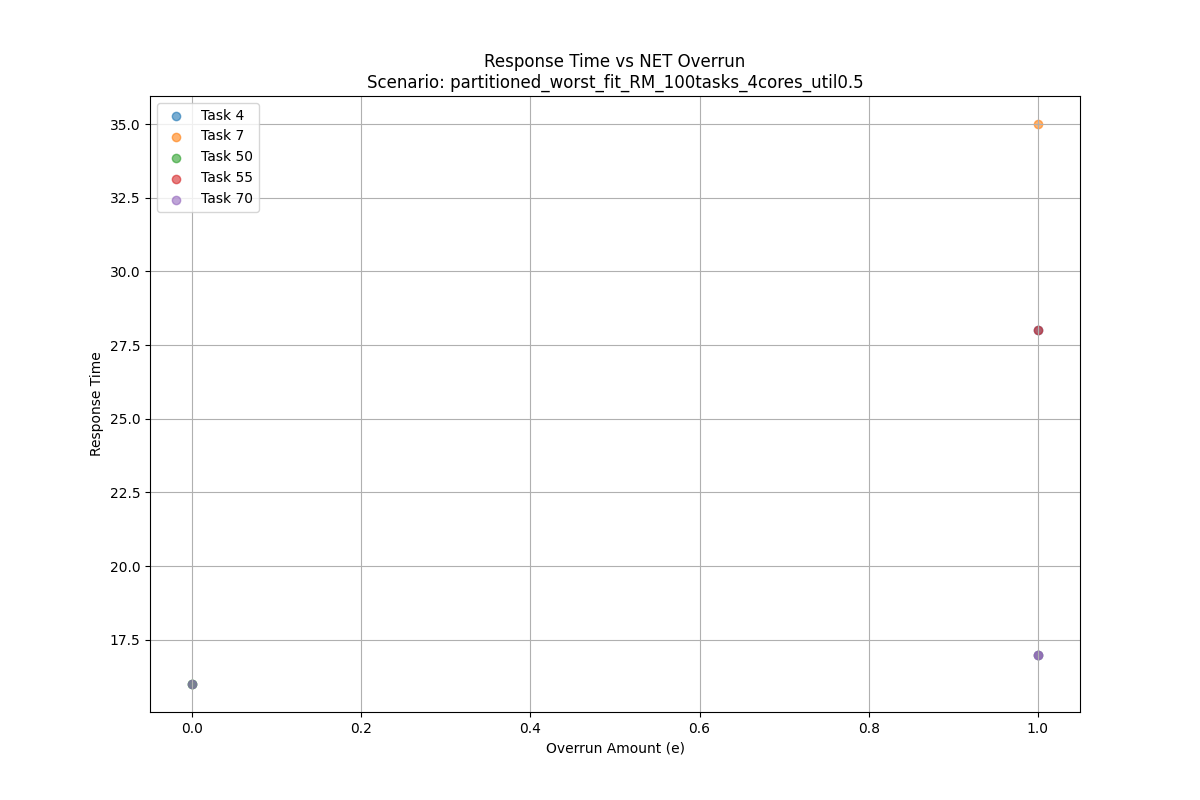 Response Time vs NET Overrun
Scenario: partitioned_worst_fit_RM_100tasks_4cores_util0.5
Task 4
Task 7
Task 50
Task 55
Task 70
35.0
32.5
30.0
27.5
25.0
22.5
20.0
17.5
Response Time
0.0 0.2 0.4 0.6 0.8 1.0
Overrun Amount (e)